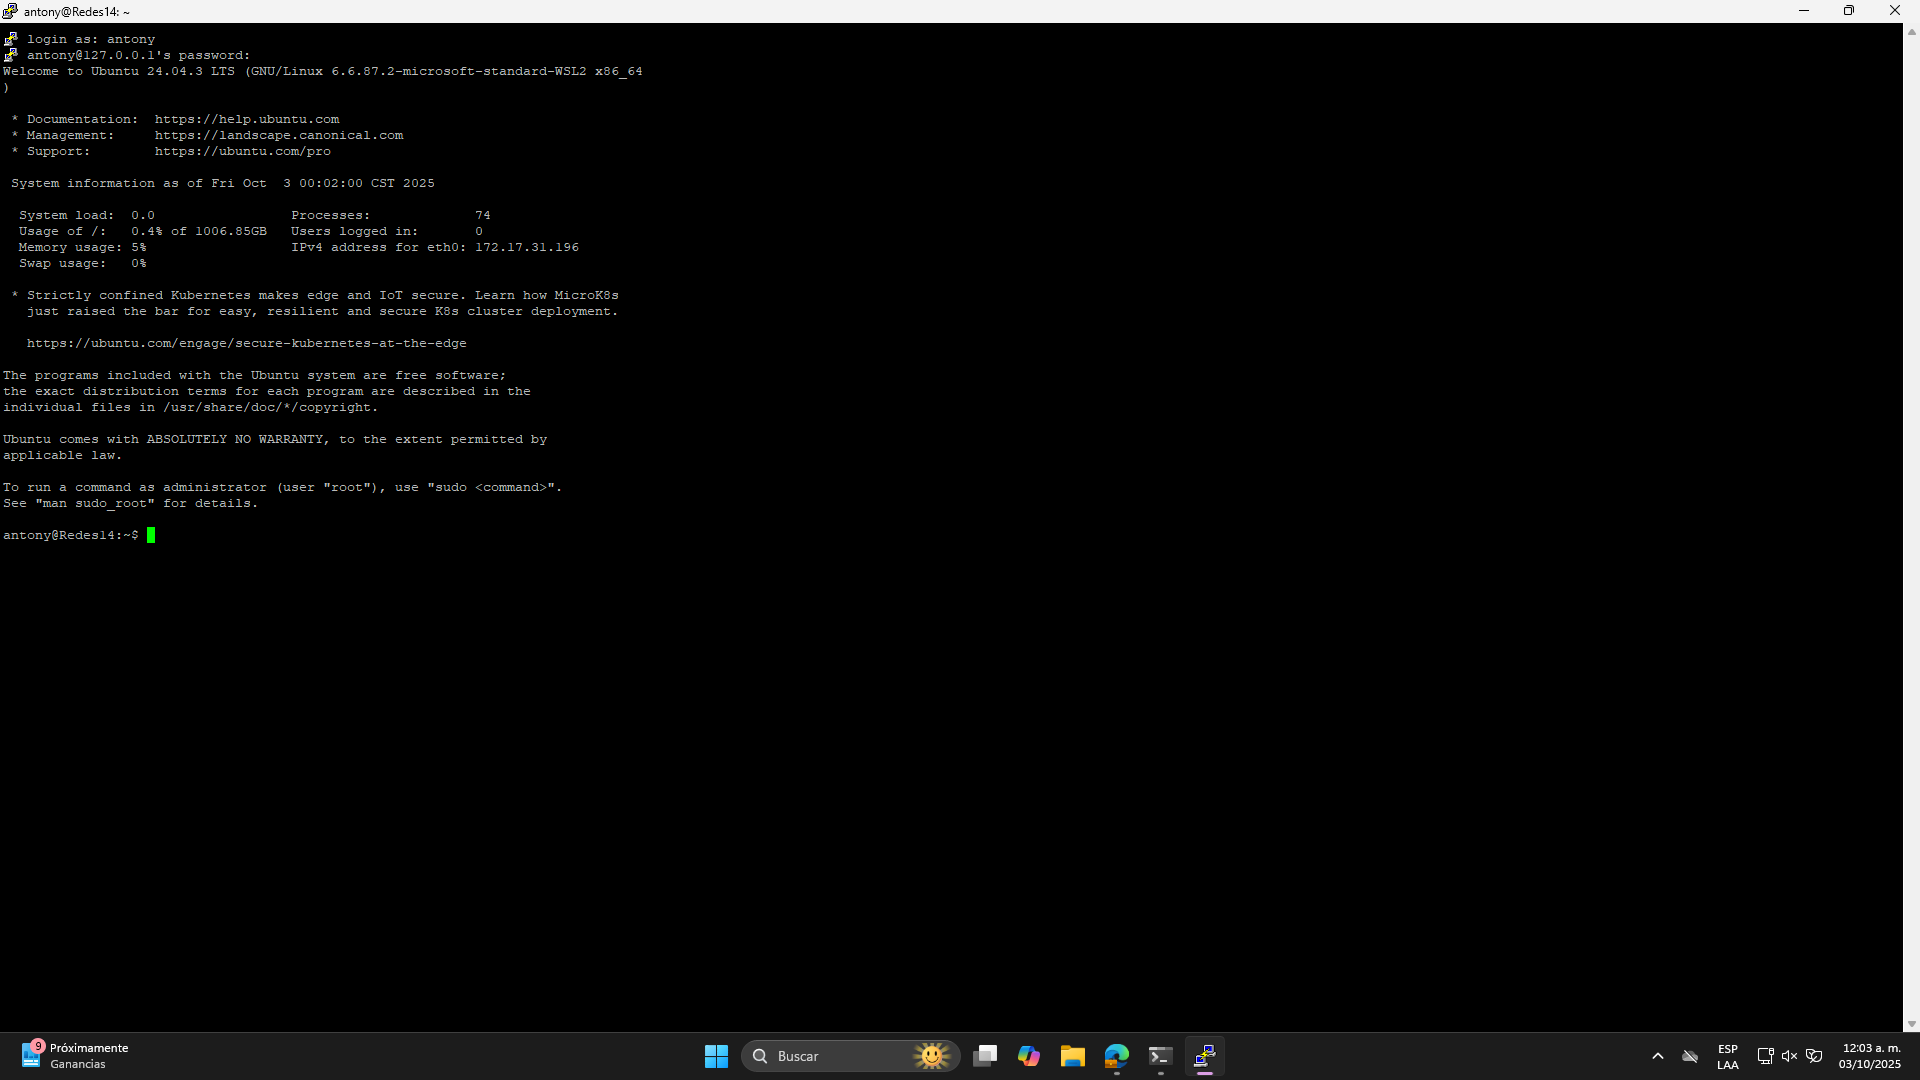 antony@Redes14: ~
login as: antony
antony@127.0.0.1's password:
Welcome to Ubuntu 24.04.3 LTS (GNU/Linux 6.6.87.2-microsoft-standard-WSL2 x86_64
)
 * Documentation:  https://help.ubuntu.com
 * Management:     https://landscape.canonical.com
 * Support:        https://ubuntu.com/pro
 System information as of Fri Oct  3 00:02:00 CST 2025
  System load:  0.0                 Processes:             74
  Usage of /:   0.4% of 1006.85GB   Users logged in:       0
  Memory usage: 5%                  IPv4 address for eth0: 172.17.31.196
  Swap usage:   0%
 * Strictly confined Kubernetes makes edge and IoT secure. Learn how MicroK8s
   just raised the bar for easy, resilient and secure K8s cluster deployment.
   https://ubuntu.com/engage/secure-kubernetes-at-the-edge
The programs included with the Ubuntu system are free software;
the exact distribution terms for each program are described in the
individual files in /usr/share/doc/*/copyright.
Ubuntu comes with ABSOLUTELY NO WARRANTY, to the extent permitted by
applicable law.
To run a command as administrator (user "root"), use "sudo <command>".
See "man sudo_root" for details.
antony@Redes14:~$
9
Próximamente
Ganancias
Buscar
ESP
LAA
12:03 a. m.
03/10/2025